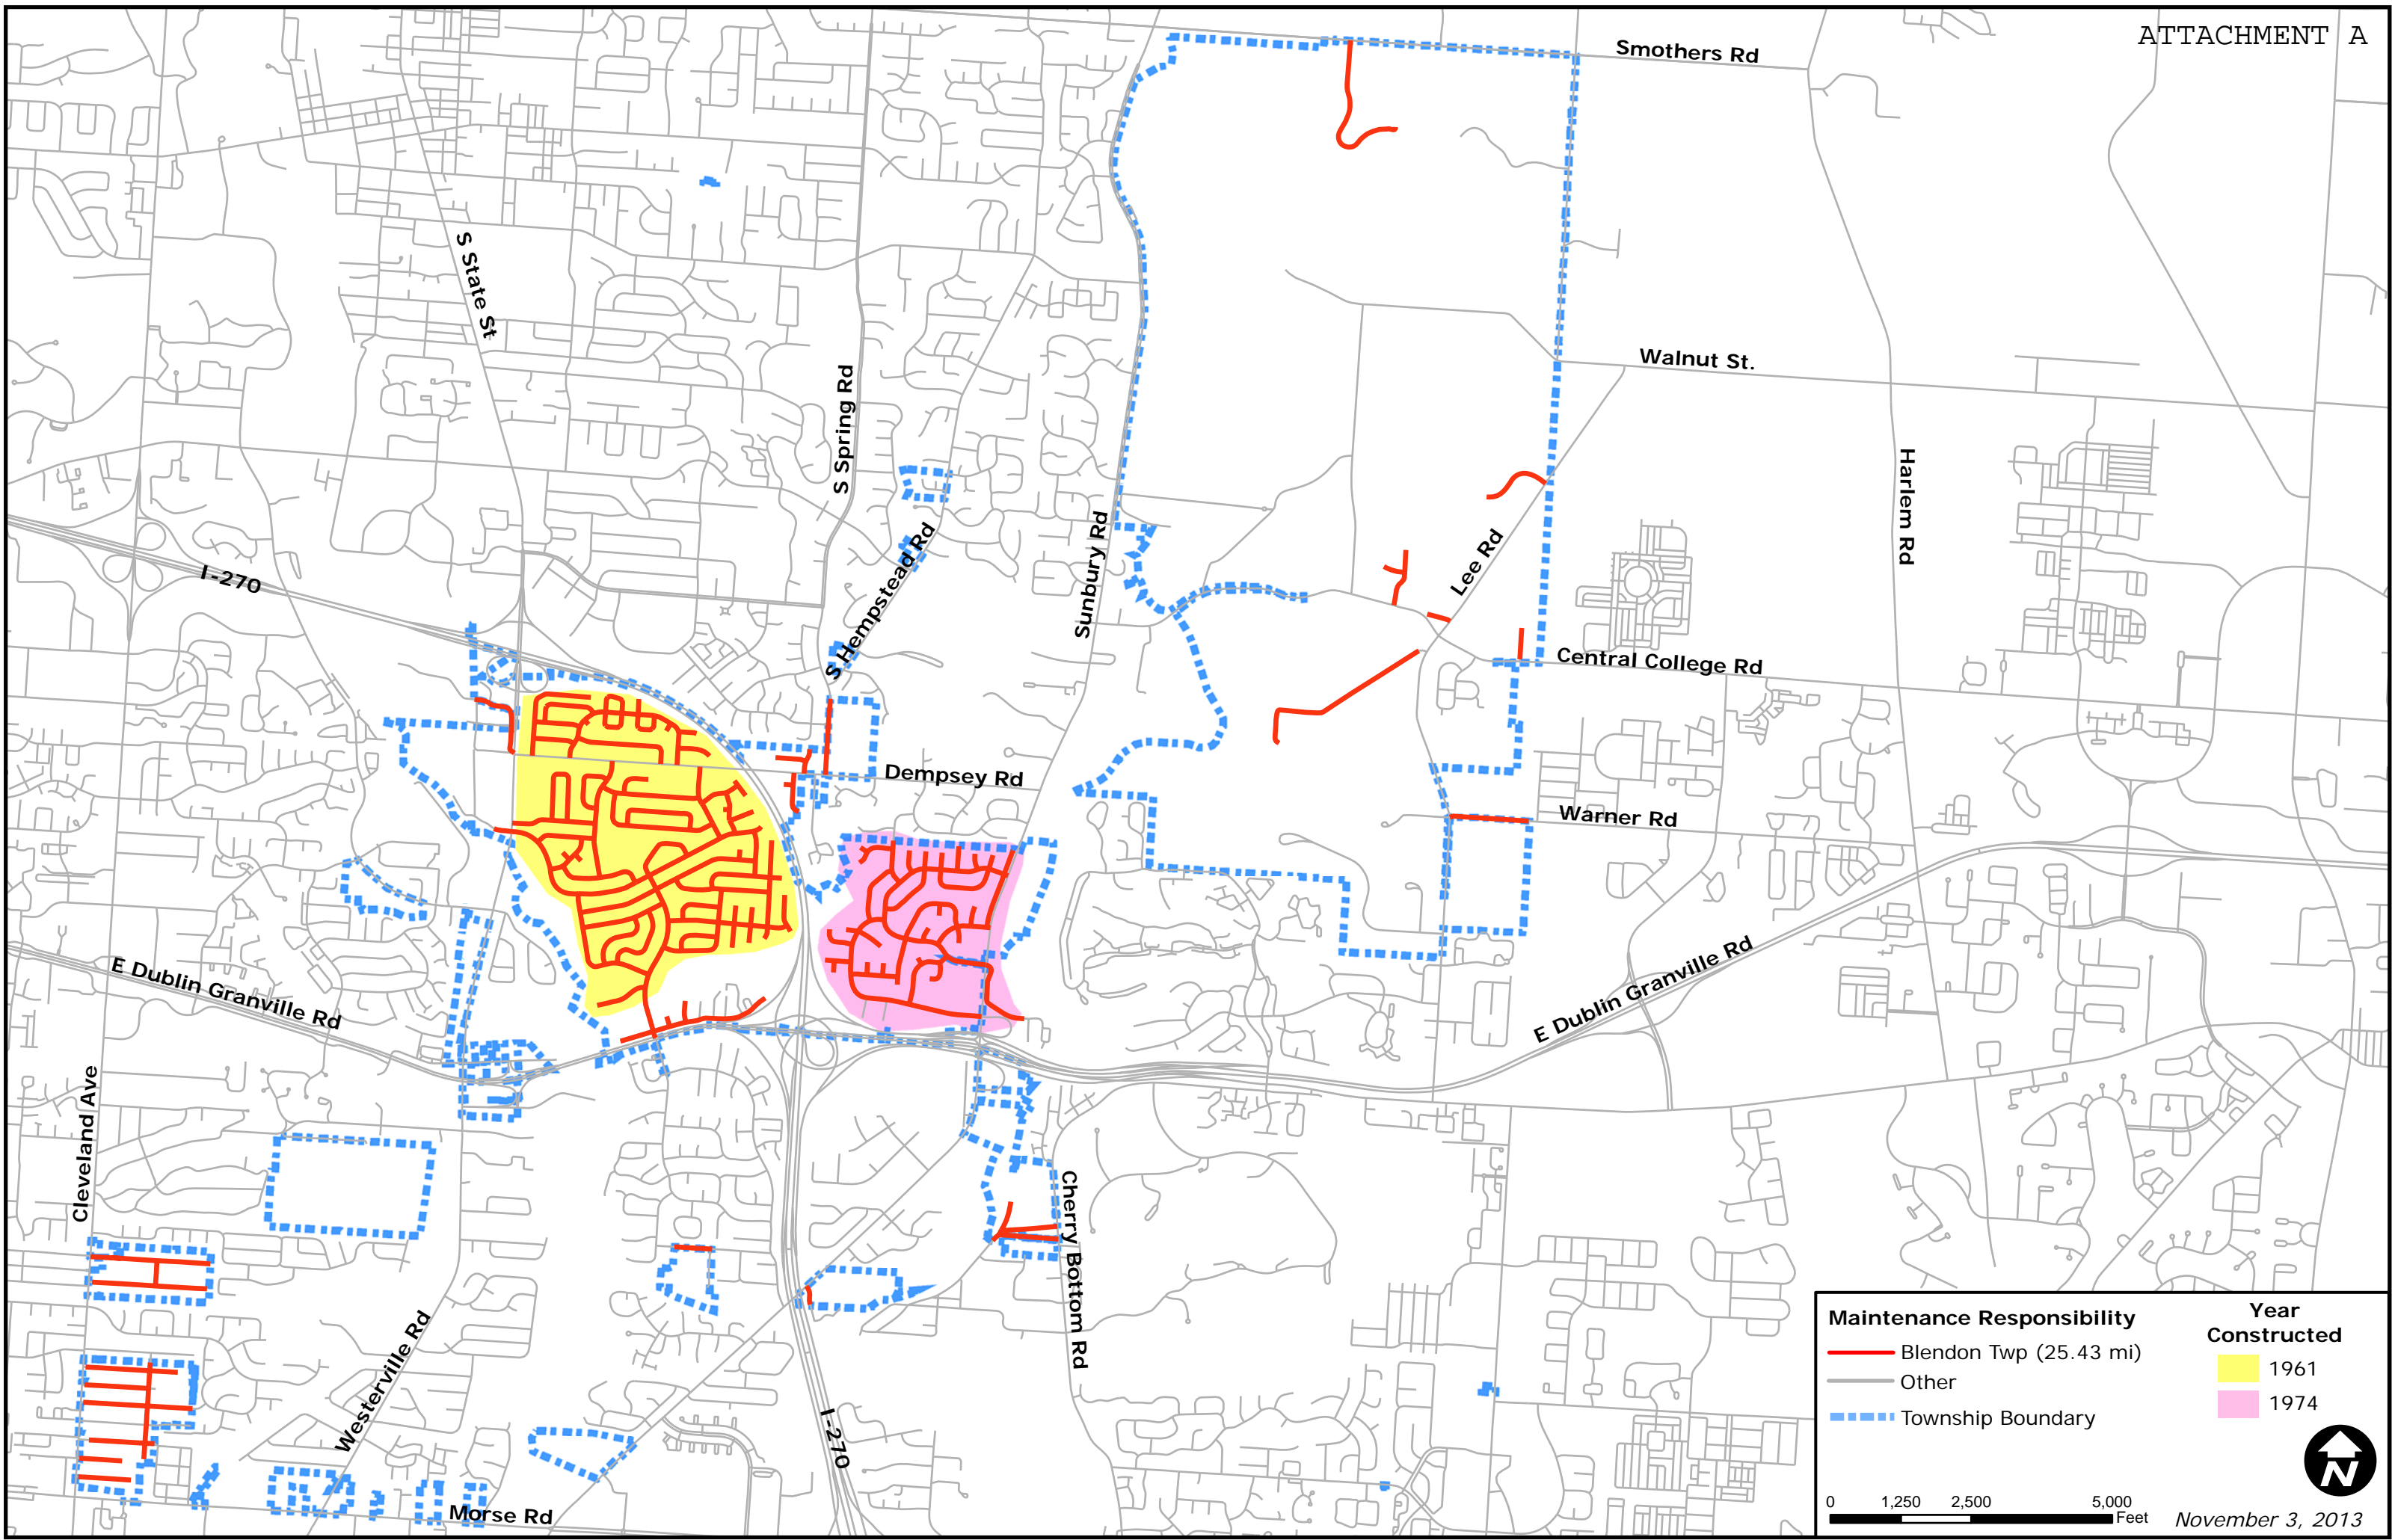 ATTACHMENT A
Smothers Rd
S State St
Walnut St.
S Spring Rd
Harlem Rd
Sunbury Rd
S Hempstead Rd
Lee Rd
I-270
Central College Rd
Dempsey Rd
Warner Rd
E Dublin Granville Rd
E Dublin Granville Rd
Cleveland Ave
Cherry Bottom Rd
Westerville Rd
I-270
Morse Rd
Maintenance Responsibility
Blendon Twp (25.43 mi)
Other
Township Boundary
Year
Constructed
1961
1974
N
0 1,250 2,500 5,000
Feet
November 3, 2013